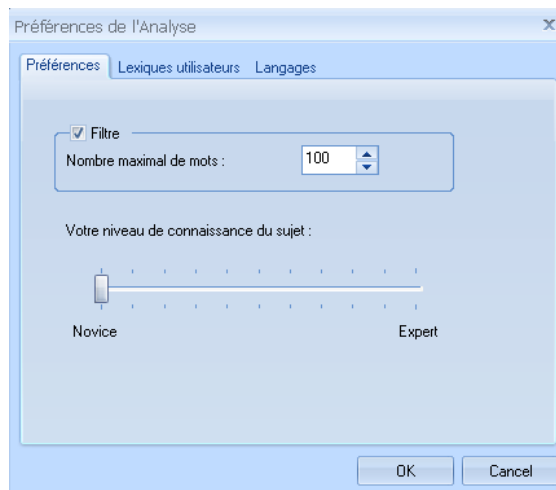 Préférences de l'Analyse
Préférences Lexiques utilisateurs Langages
Filtre
Nombre maximal de mots : 100
Votre niveau de connaissance du sujet :
Novice Expert
OK Cancel